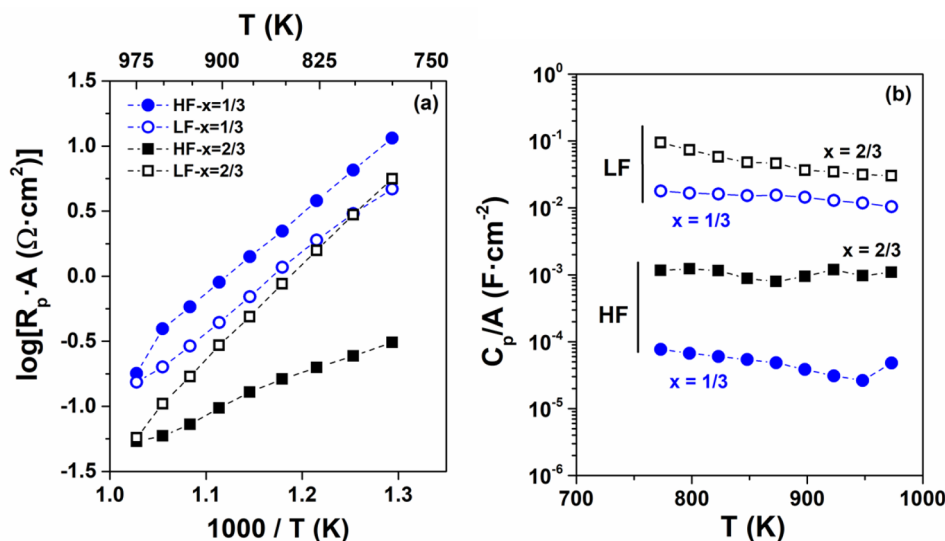 T (K)
975 900 825 750
(a)
HF-x=1/3
LF-x=1/3
HF-x=2/3
LF-x=2/3
log[Rp·A (Ω·cm²)]
1.5
1.0
0.5
0.0
-0.5
-1.0
-1.5
1.0 1.1 1.2 1.3
1000 / T (K)
(b)
Cp/A (F·cm⁻²)
10⁰
10⁻¹
10⁻²
10⁻³
10⁻⁴
10⁻⁵
10⁻⁶
LF
x = 2/3
x = 1/3
x = 2/3
HF
x = 1/3
700 800 900 1000
T (K)